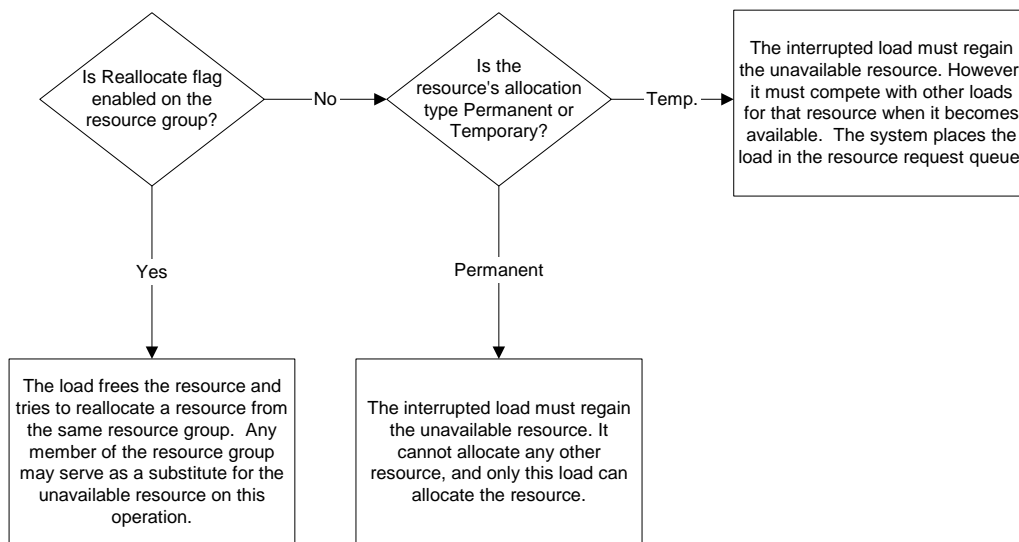 Is Reallocate flag
enabled on the
resource group?
No
Is the
resource's allocation
type Permanent or
Temporary?
Temp.
The interrupted load must regain
the unavailable resource. However
it must compete with other loads
for that resource when it becomes
available. The system places the
load in the resource request queue
Yes
Permanent
The load frees the resource and
tries to reallocate a resource from
the same resource group. Any
member of the resource group
may serve as a substitute for the
unavailable resource on this
operation.
The interrupted load must regain
the unavailable resource. It
cannot allocate any other
resource, and only this load can
allocate the resource.